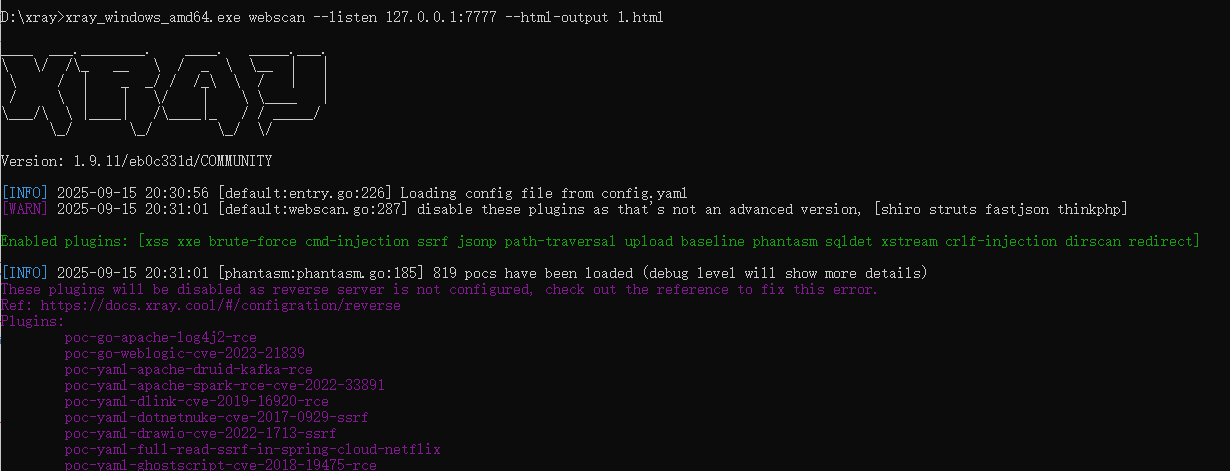 D:\xray>xray_windows_amd64.exe webscan --listen 127.0.0.1:7777 --html-output 1.html
XRAY
Version: 1.9.11/eb0c331d/COMMUNITY
[INFO] 2025-09-15 20:30:56 [default:entry.go:226] Loading config file from config.yaml
[WARN] 2025-09-15 20:31:01 [default:webscan.go:287] disable these plugins as that's not an advanced version, [shiro struts fastjson thinkphp]
Enabled plugins: [xss xxe brute-force cmd-injection ssrf jsonp path-traversal upload baseline phantasm sqldet xstream crlf-injection dirscan redirect]
[INFO] 2025-09-15 20:31:01 [phantasm:phantasm.go:185] 819 pocs have been loaded (debug level will show more details)
These plugins will be disabled as reverse server is not configured, check out the reference to fix this error.
Ref: https://docs.xray.cool/#/configration/reverse
Plugins:
poc-go-apache-log4j2-rce
poc-go-weblogic-cve-2023-21839
poc-yaml-apache-druid-kafka-rce
poc-yaml-apache-spark-rce-cve-2022-33891
poc-yaml-dlink-cve-2019-16920-rce
poc-yaml-dotnetnuke-cve-2017-0929-ssrf
poc-yaml-drawio-cve-2022-1713-ssrf
poc-yaml-full-read-ssrf-in-spring-cloud-netflix
poc-yaml-ghostscript-cve-2018-19475-rce